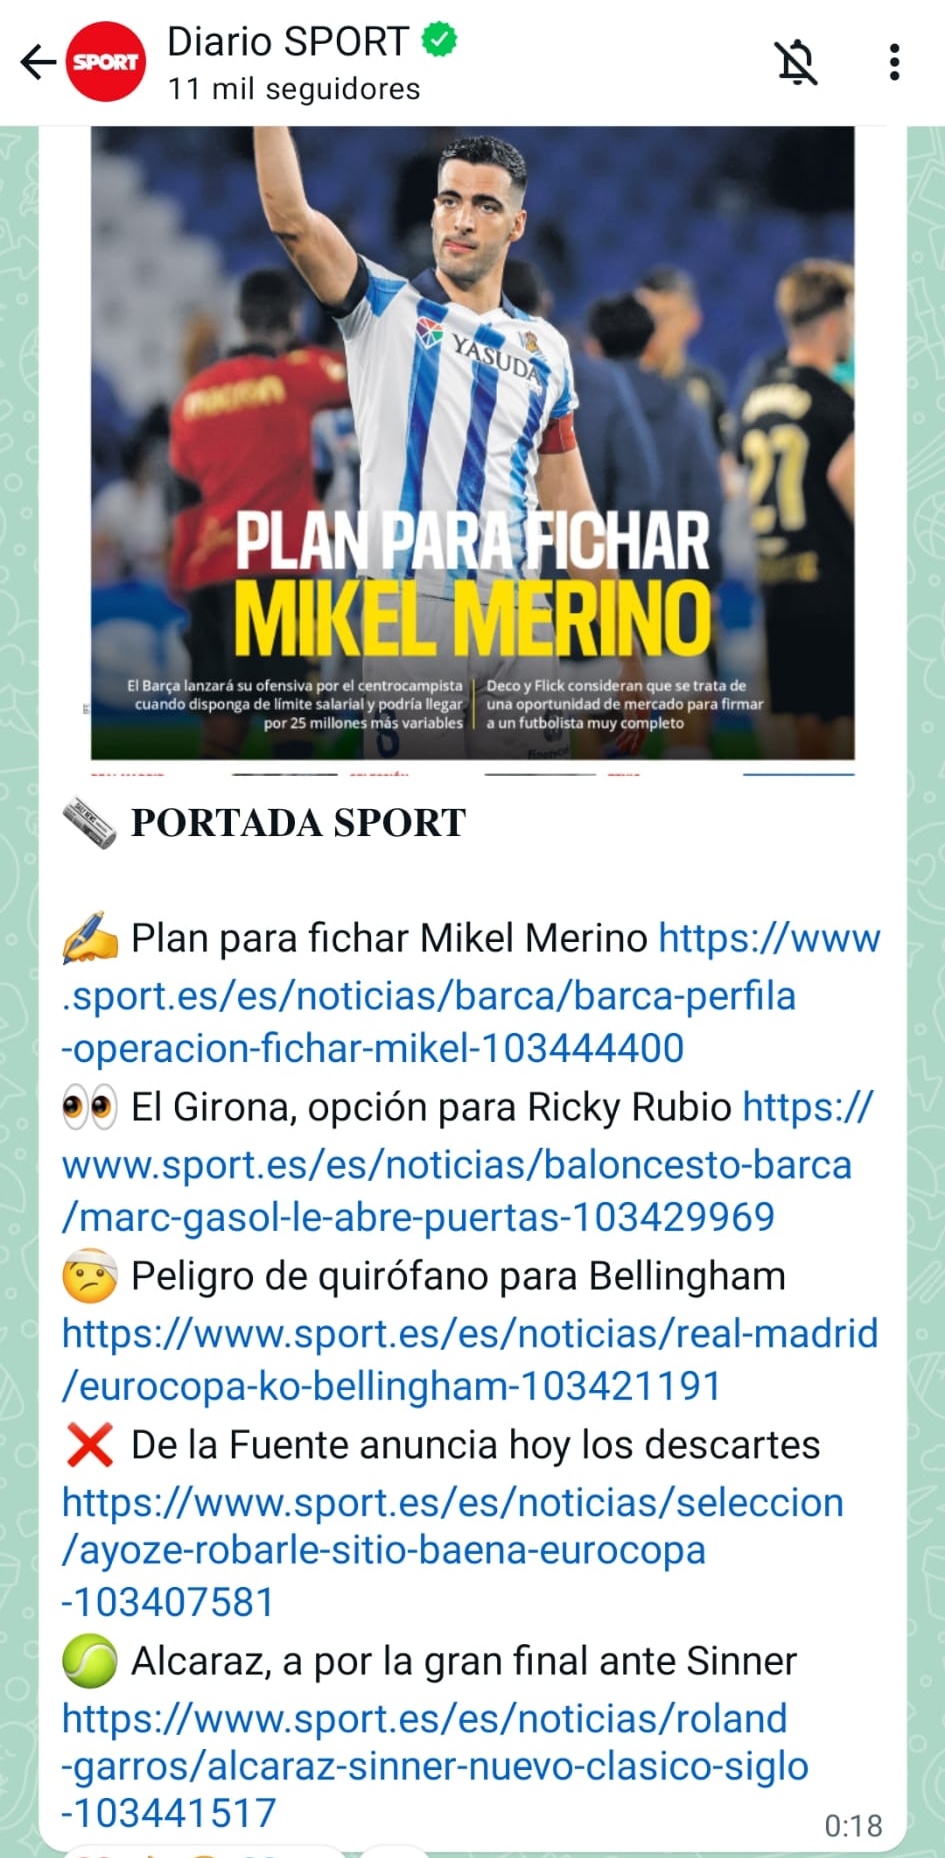 SPORT
Diario SPORT
11 mil seguidores
YASUDA
27
PLAN PARA FICHAR
MIKEL MERINO
El Barça lanzará su ofensiva por el centrocampista
cuando disponga de límite salarial y podría llegar
por 25 millones más variables
Deco y Flick consideran que se trata de
una oportunidad de mercado para firmar
a un futbolista muy completo
8
PORTADA SPORT
Plan para fichar Mikel Merino https://www
.sport.es/es/noticias/barca/barca-perfila
-operacion-fichar-mikel-103444400
El Girona, opción para Ricky Rubio https://
www.sport.es/es/noticias/baloncesto-barca
/marc-gasol-le-abre-puertas-103429969
Peligro de quirófano para Bellingham
https://www.sport.es/es/noticias/real-madrid
/eurocopa-ko-bellingham-103421191
De la Fuente anuncia hoy los descartes
https://www.sport.es/es/noticias/seleccion
/ayoze-robarle-sitio-baena-eurocopa
-103407581
Alcaraz, a por la gran final ante Sinner
https://www.sport.es/es/noticias/roland
-garros/alcaraz-sinner-nuevo-clasico-siglo
-103441517
0:18